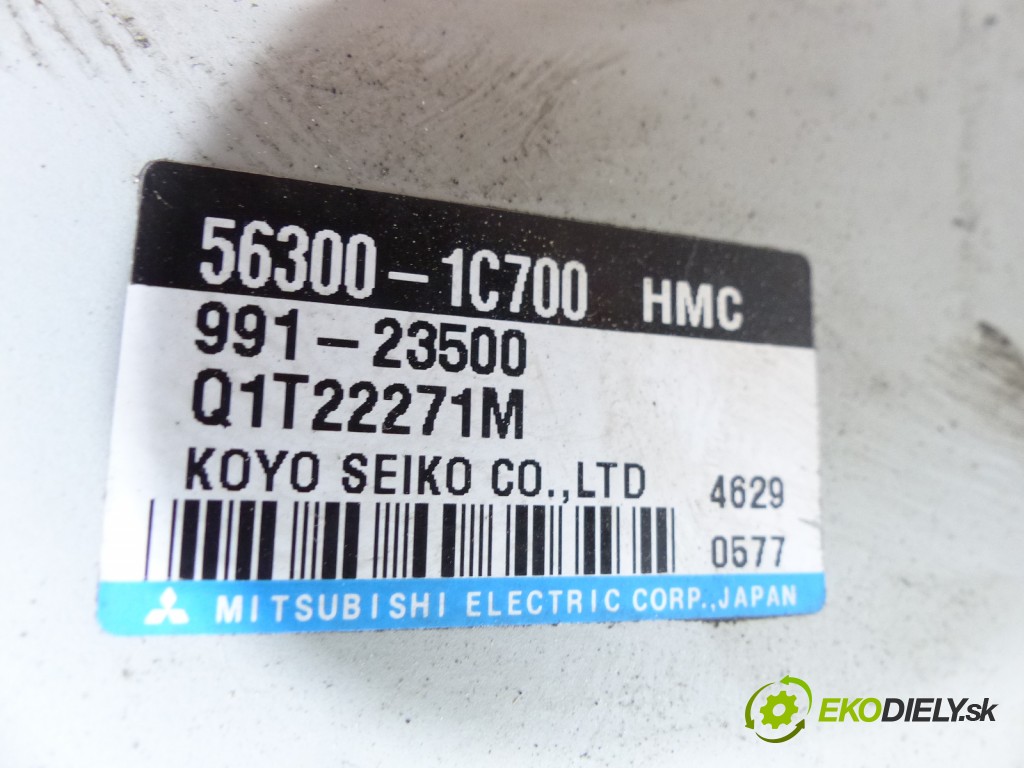 56300-1C700 HMC
991-23500
Q1T22271M
KOYO SEIKO CO.,LTD 4629
0577
MITSUBISHI ELECTRIC CORP.,JAPAN
EKODIELY.sk